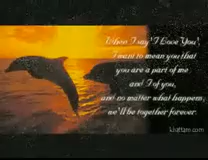 When I say 'I Love You',
I want to mean you that
you are a part of me
and I of you,
and no matter what happens,
we'll be together forever.